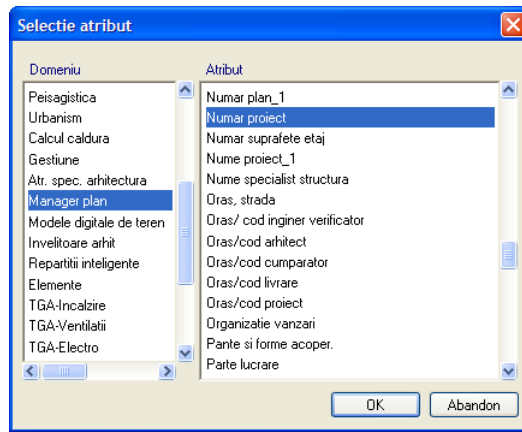 Selectie atribut
Domeniu
Peisagistica
Urbanism
Calcul caldura
Gestiune
Atr. spec. arhitectura
Manager plan
Modele digitale de teren
Invelitoare arhit
Repartitii inteligente
Elemente
TGA-Incalzire
TGA-Ventilatii
TGA-Electro
Atribut
Numar plan_1
Numar proiect
Numar suprafete etaj
Nume proiect_1
Nume specialist structura
Oras, strada
Oras/ cod inginer verificator
Oras/cod arhitect
Oras/cod cumparator
Oras/cod livrare
Oras/cod proiect
Organizatie vanzari
Pante si forme acoper.
Parte lucrare
OK
Abandon